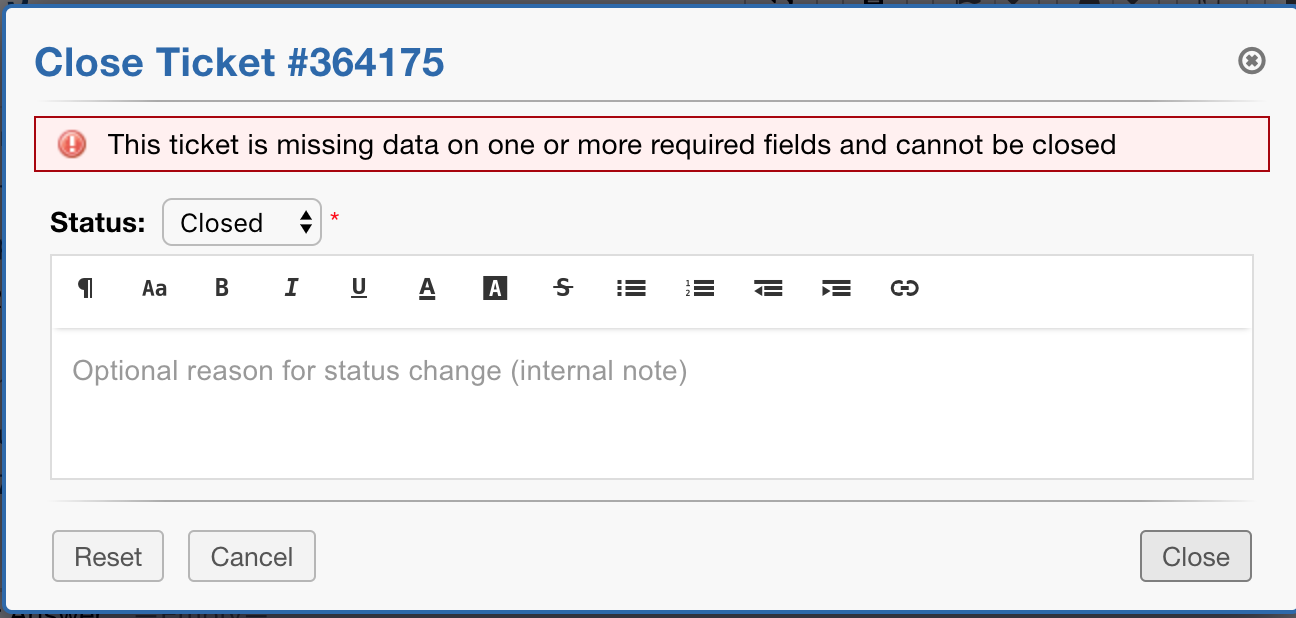 Close Ticket #364175
This ticket is missing data on one or more required fields and cannot be closed
Status: Closed *
Aa B I U A A S
Optional reason for status change (internal note)
Reset Cancel Close